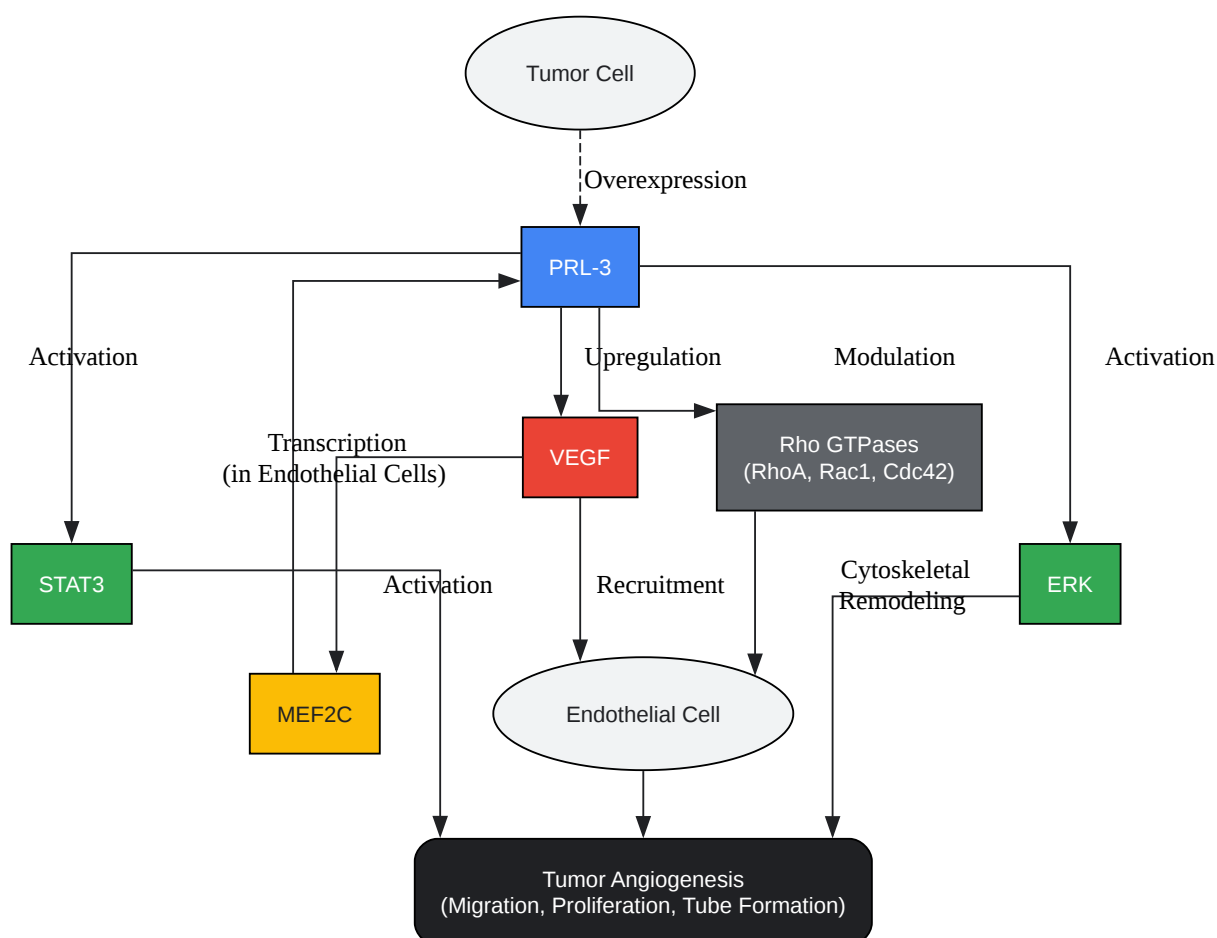 Tumor Cell
Overexpression
PRL-3
Activation
Upregulation
Modulation
Activation
Transcription
(in Endothelial Cells)
VEGF
Rho GTPases
(RhoA, Rac1, Cdc42)
STAT3
Activation
Recruitment
Cytoskeletal
Remodeling
ERK
MEF2C
Endothelial Cell
Tumor Angiogenesis
(Migration, Proliferation, Tube Formation)